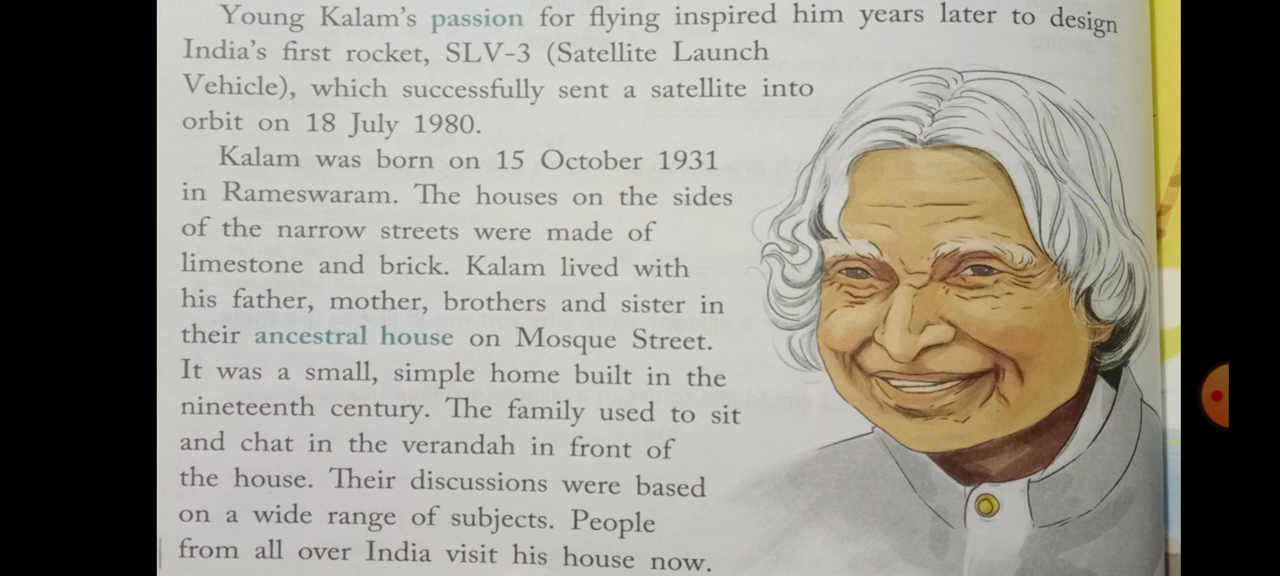 Young Kalam's passion for flying inspired him years later to design
India's first rocket, SLV-3 (Satellite Launch
Vehicle), which successfully sent a satellite into
orbit on 18 July 1980.
Kalam was born on 15 October 1931
in Rameswaram. The houses on the sides
of the narrow streets were made of
limestone and brick. Kalam lived with
his father, mother, brothers and sister in
their ancestral house on Mosque Street.
It was a small, simple home built in the
nineteenth century. The family used to sit
and chat in the verandah in front of
the house. Their discussions were based
on a wide range of subjects. People
from all over India visit his house now.